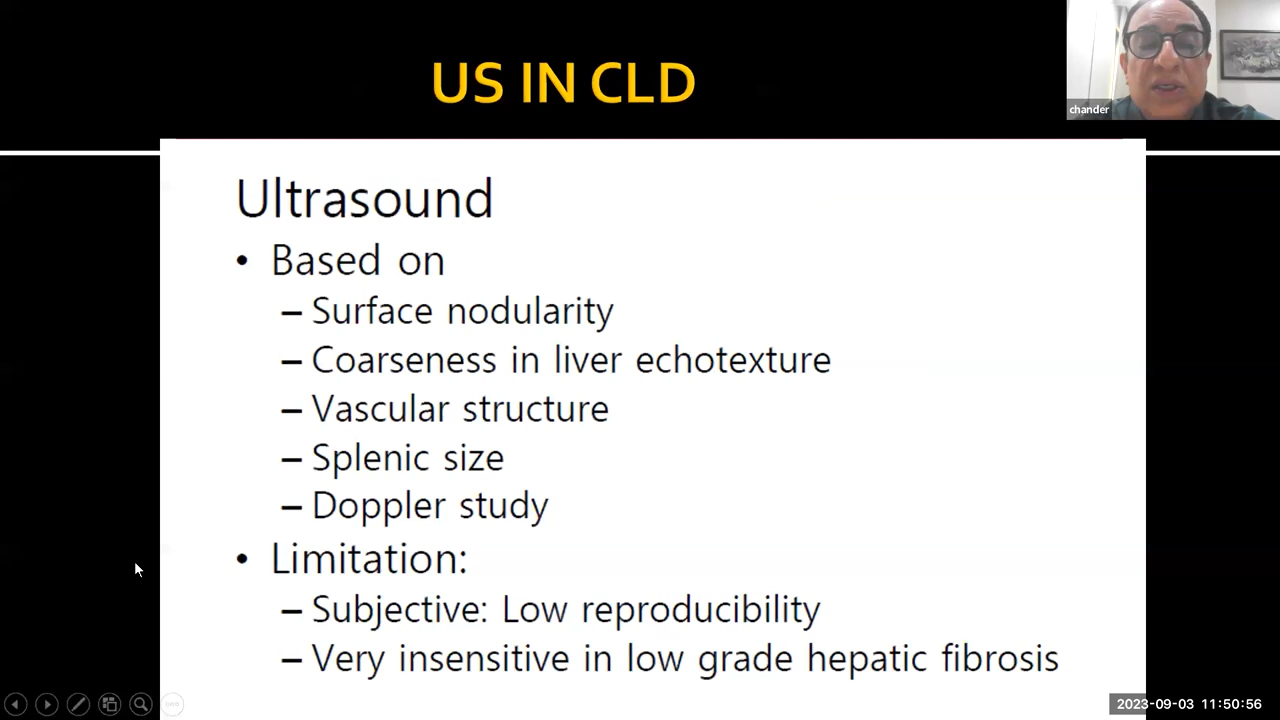 US IN CLD
chander
Ultrasound
• Based on
– Surface nodularity
– Coarseness in liver echotexture
– Vascular structure
– Splenic size
– Doppler study
• Limitation:
– Subjective: Low reproducibility
– Very insensitive in low grade hepatic fibrosis
2023-09-03 11:50:56